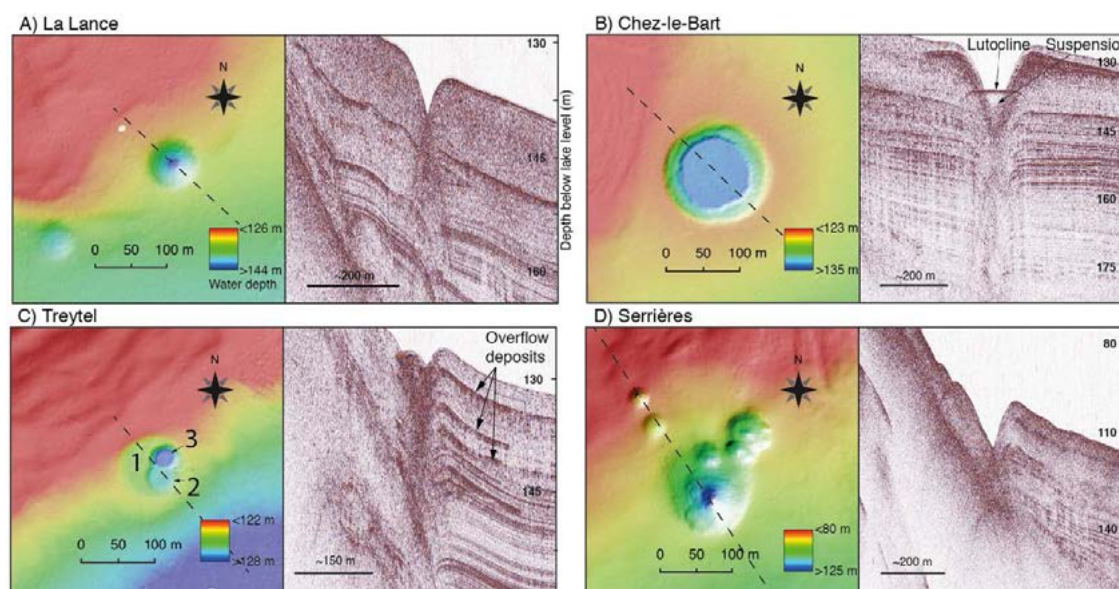 A) La Lance
N
0 50 100 m
<126 m
>144 m
Water depth
130
145
160
~200 m
Depth below lake level (m)
B) Chez-le-Bart
N
0 50 100 m
<123 m
>135 m
Lutocline Suspensio
130
145
160
175
~200 m
C) Treytel
N
1
2
3
0 50 100 m
<122 m
>128 m
Overflow
deposits
130
145
~150 m
D) Serrières
N
0 50 100 m
<80 m
>125 m
80
110
140
~200 m